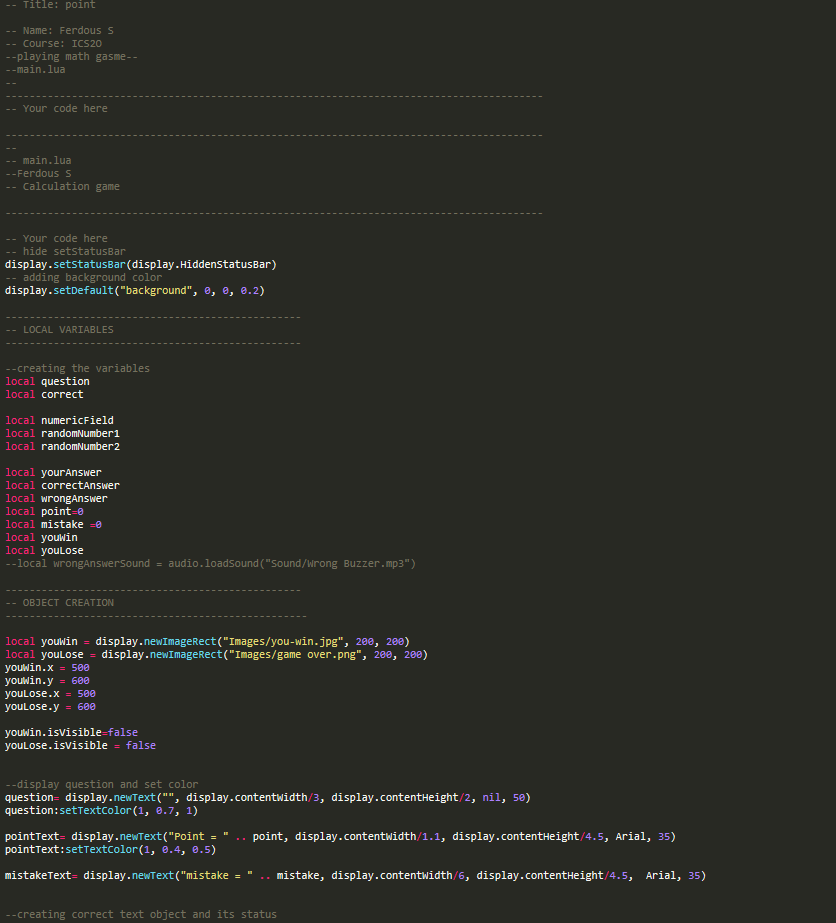 -- Title: point
-- Name: Ferdous S
-- Course: ICS2O
--playing math gasme--
--main.lua
--
-----------------------------------------------------------------------------------------
-- Your code here
-----------------------------------------------------------------------------------------
--
-- main.lua
--Ferdous S
-- Calculation game
-----------------------------------------------------------------------------------------
-- Your code here
-- hide setStatusBar
display.setStatusBar(display.HiddenStatusBar)
-- adding background color
display.setDefault("background", 0, 0, 0.2)
-------------------------------------------------
-- LOCAL VARIABLES
-------------------------------------------------
--creating the variables
local question
local correct
local numericField
local randomNumber1
local randomNumber2
local yourAnswer
local correctAnswer
local wrongAnswer
local point=0
local mistake =0
local youWin
local youLose
--local wrongAnswerSound = audio.loadSound("Sound/Wrong Buzzer.mp3")
-------------------------------------------------
-- OBJECT CREATION
-------------------------------------------------
local youWin = display.newImageRect("Images/you-win.jpg", 200, 200)
local youLose = display.newImageRect("Images/game over.png", 200, 200)
youWin.x = 500
youWin.y = 600
youLose.x = 500
youLose.y = 600
youWin.isVisible=false
youLose.isVisible = false
--display question and set color
question= display.newText("", display.contentWidth/3, display.contentHeight/2, nil, 50)
question:setTextColor(1, 0.7, 1)
pointText= display.newText("Point = " .. point, display.contentWidth/1.1, display.contentHeight/4.5, Arial, 35)
pointText:setTextColor(1, 0.4, 0.5)
mistakeText= display.newText("mistake = " .. mistake, display.contentWidth/6, display.contentHeight/4.5,  Arial, 35)
--creating correct text object and its status